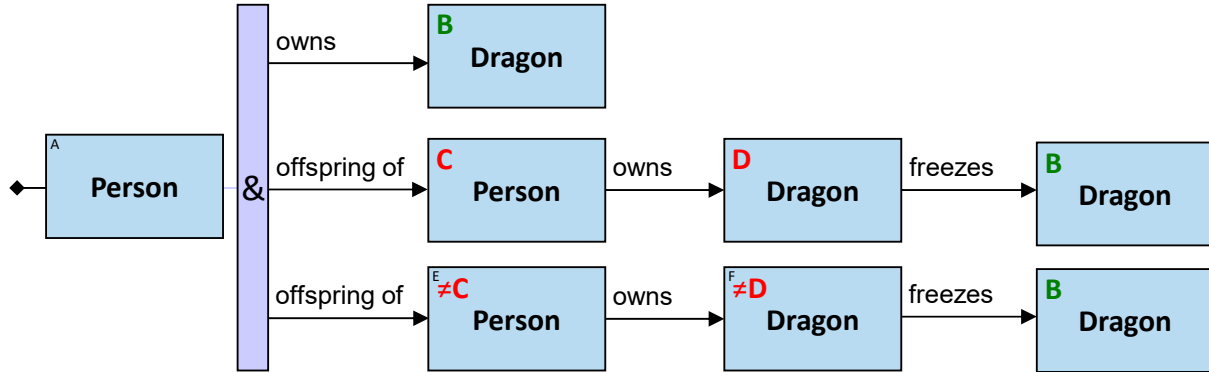 B
owns
Dragon
A
Person
&
offspring of
C
Person
owns
D
Dragon
freezes
B
Dragon
offspring of
E
≠C
Person
owns
F
≠D
Dragon
freezes
B
Dragon